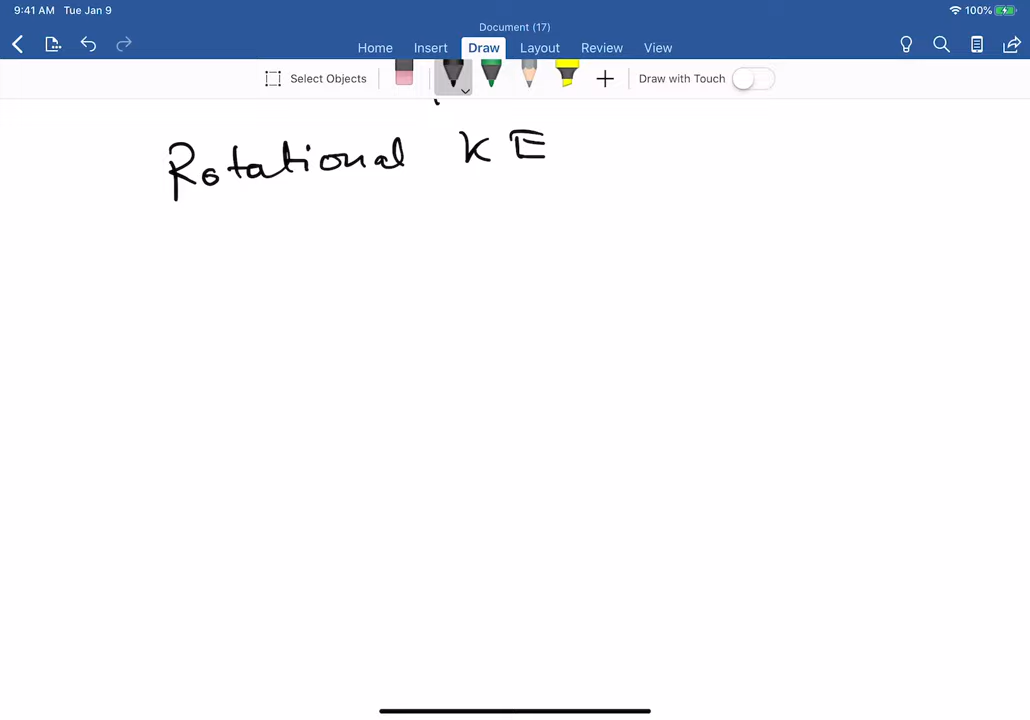 9:41 AM Tue Jan 9
100%
Document (17)
Home Insert Draw Layout Review View
Select Objects
Draw with Touch
Rotational KE